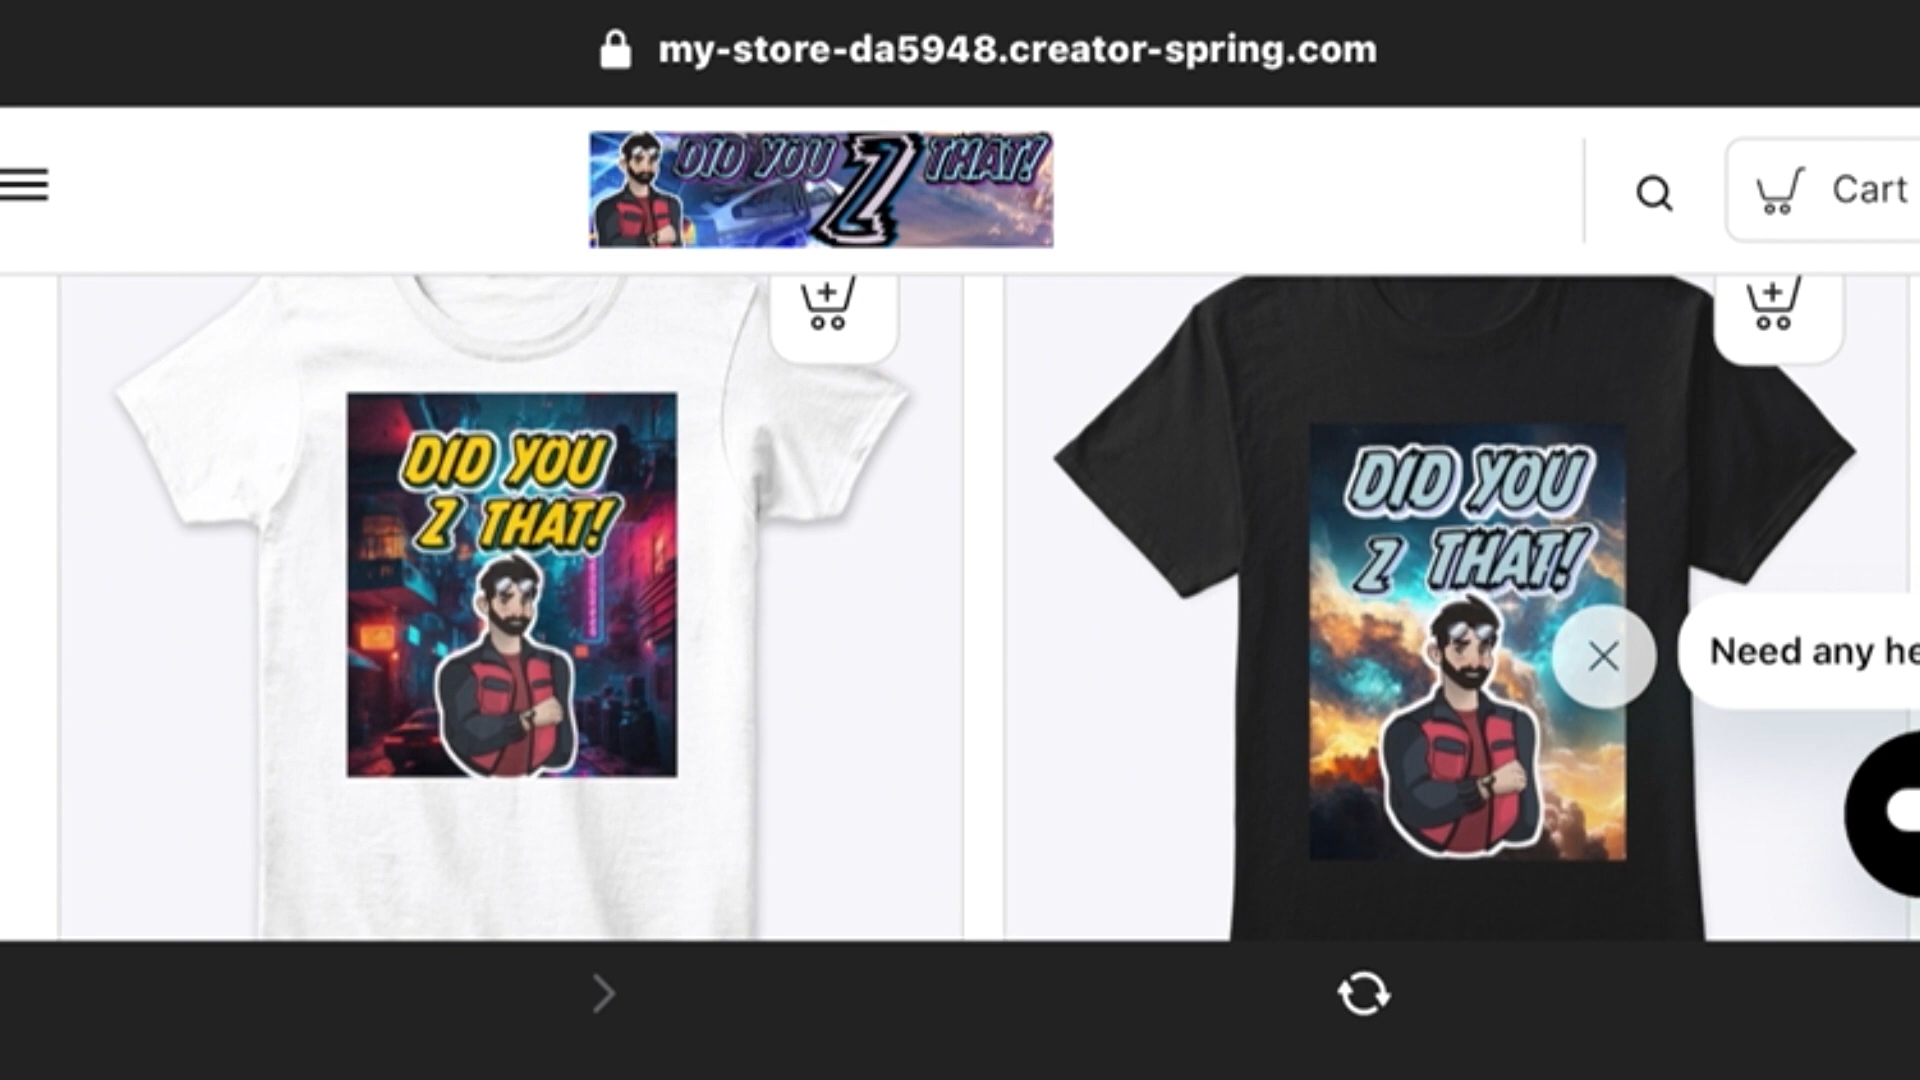 my-store-da5948.creator-spring.com
DID YOU Z THAT!
Cart
DID YOU
Z THAT!
DID YOU
Z THAT!
Need any he